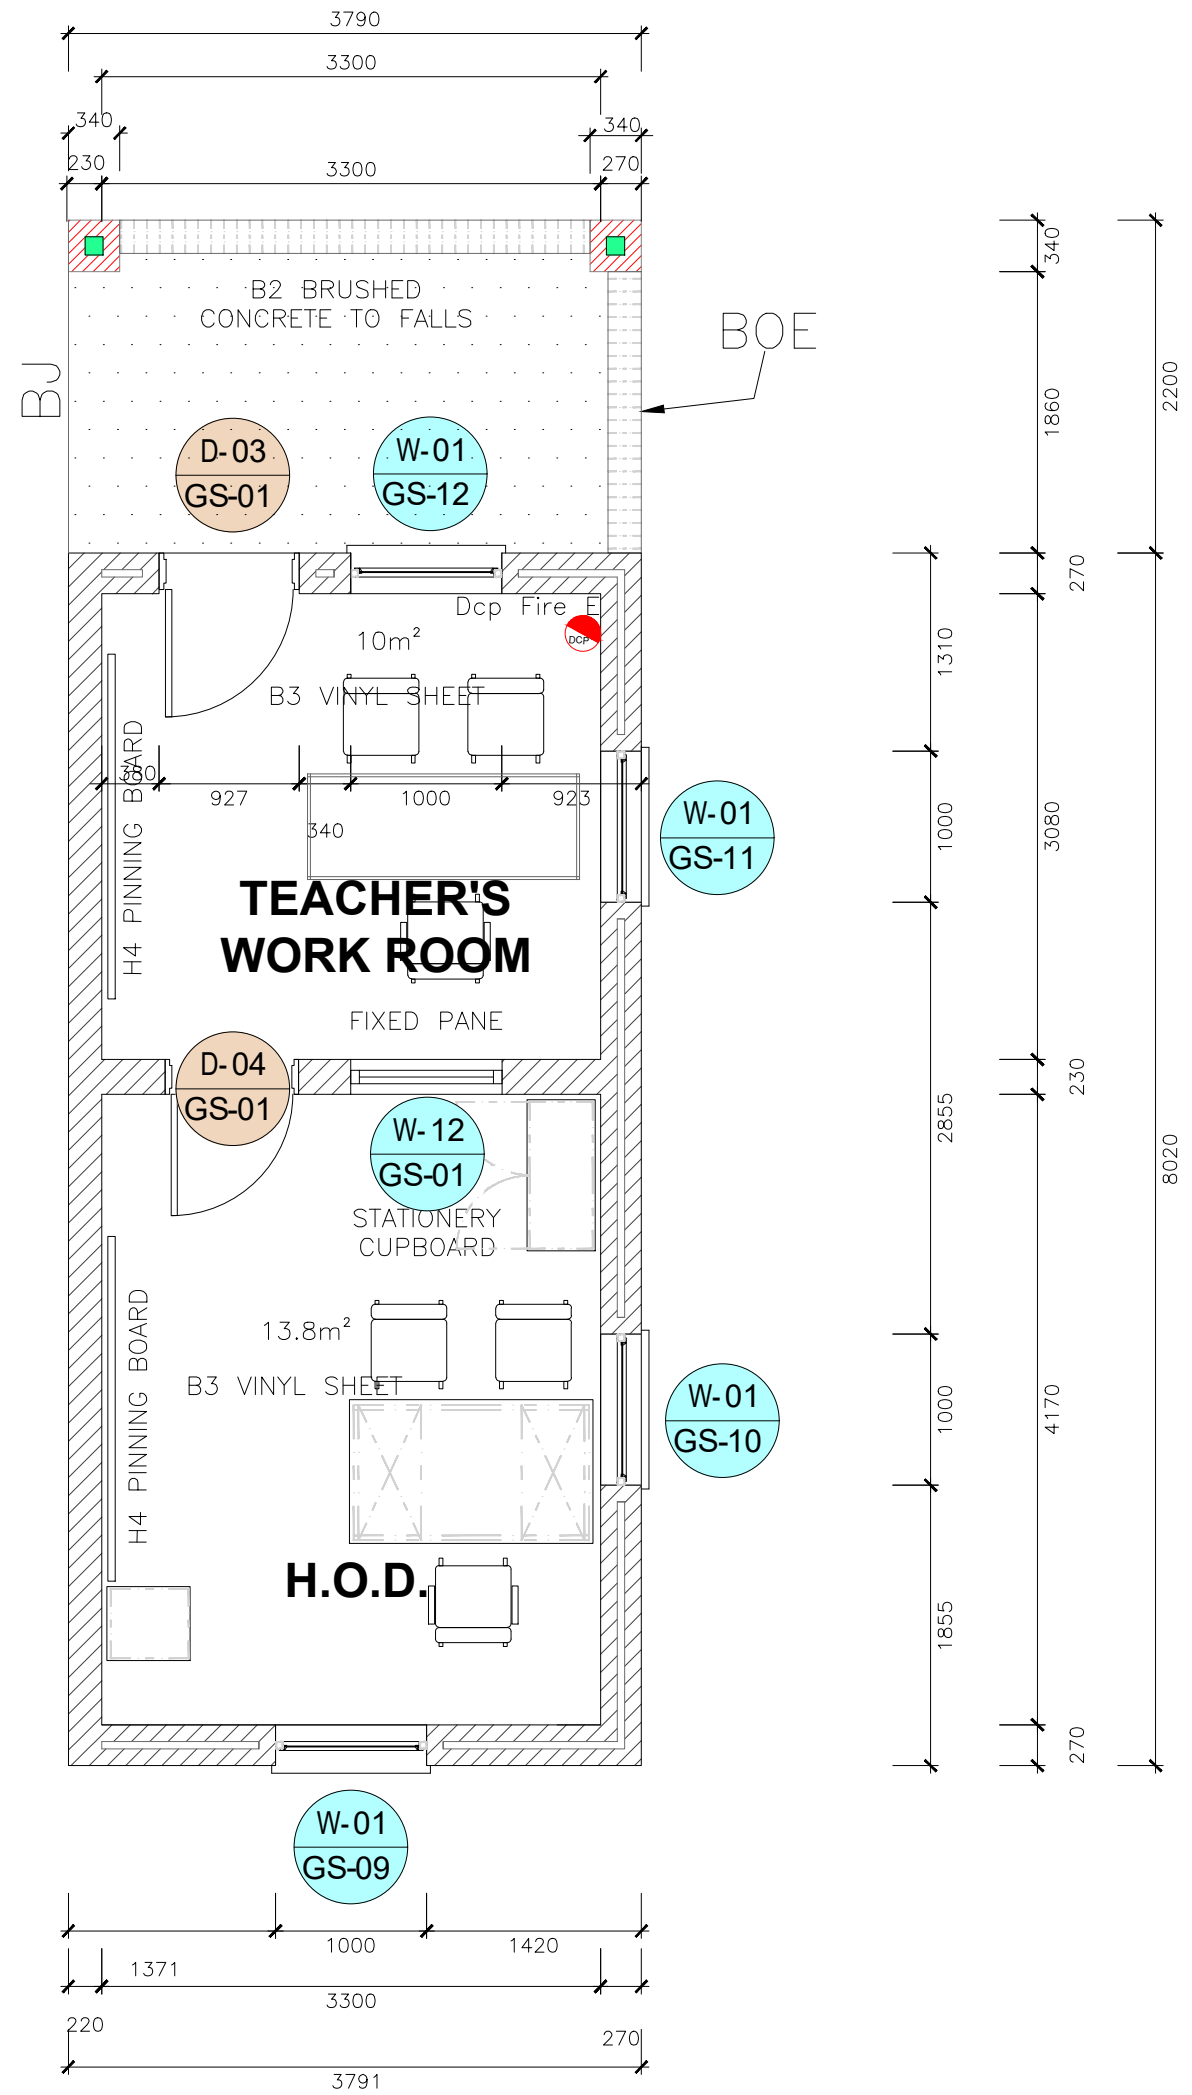 3790
3300
340
340
230
3300
270
B2 BRUSHED
CONCRETE TO FALLS
BOE
BJ
340
1860
2200
D-03
GS-01
W-01
GS-12
270
Dcp Fire E
DCP
10m²
B3 VINYL SHEET
H4 PINNING BOARD
380
927
1000
923
340
W-01
GS-11
1310
1000
3080
TEACHER'S
WORK ROOM
FIXED PANE
D-04
GS-01
W-12
GS-01
230
2855
8020
STATIONERY
CUPBOARD
13.8m²
B3 VINYL SHEET
H4 PINNING BOARD
W-01
GS-10
1000
4170
H.O.D.
1855
270
W-01
GS-09
1000
1420
1371
3300
220
270
3791